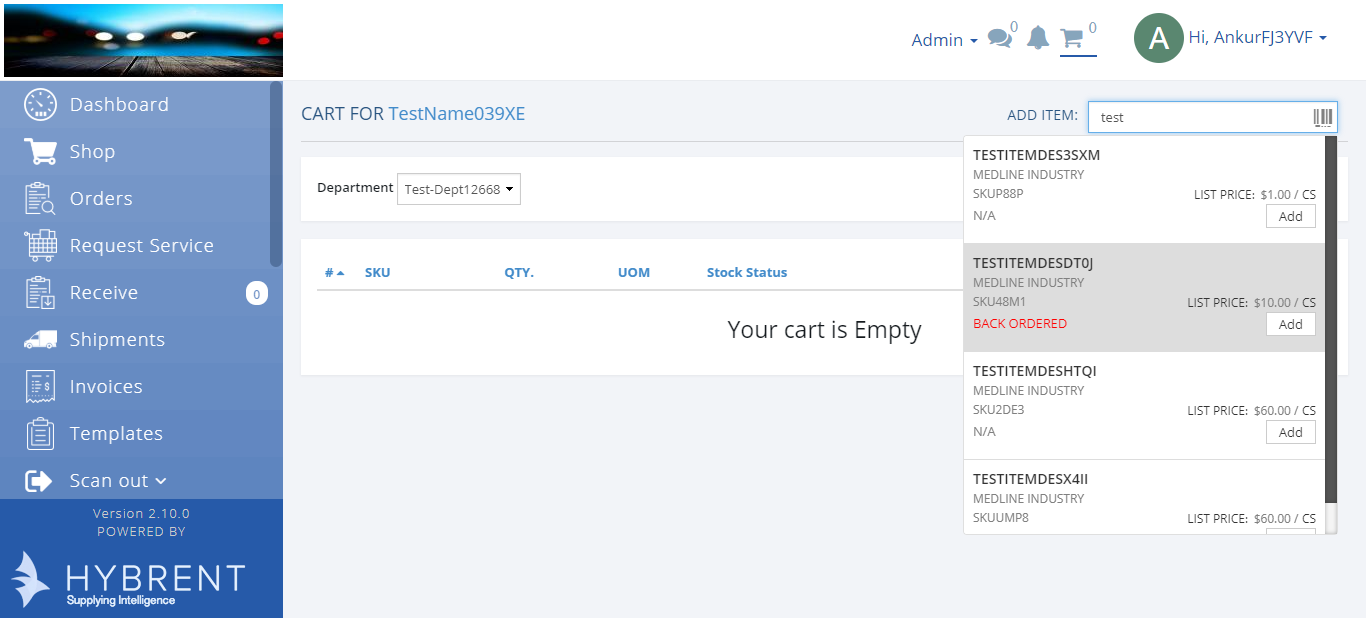 Admin
0
0
A
Hi, AnkurFJ3YVF
Dashboard
Shop
Orders
Request Service
Receive
0
Shipments
Invoices
Templates
Scan out
Version 2.10.0
POWERED BY
HYBRENT
Supplying Intelligence
CART FOR TestName039XE
ADD ITEM:
test
Department
Test-Dept12668
# SKU QTY. UOM Stock Status
Your cart is Empty
TESTITEMDES3SXM
MEDLINE INDUSTRY
SKUP88P LIST PRICE: $1.00 / CS
N/A Add
TESTITEMDESDT0J
MEDLINE INDUSTRY
SKU48M1 LIST PRICE: $10.00 / CS
BACK ORDERED Add
TESTITEMDESHTQI
MEDLINE INDUSTRY
SKU2DE3 LIST PRICE: $60.00 / CS
N/A Add
TESTITEMDESX4II
MEDLINE INDUSTRY
SKUUMP8 LIST PRICE: $60.00 / CS